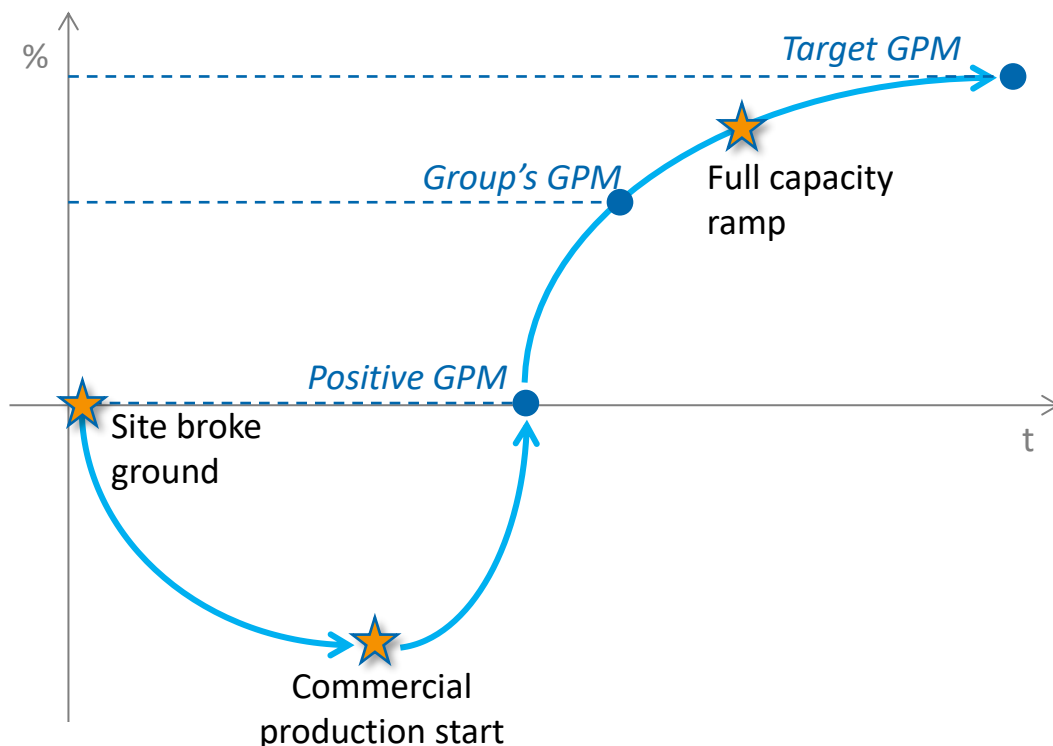 %
Target GPM
Group’s GPM
Full capacity
ramp
Positive GPM
Site broke
ground
t
Commercial
production start